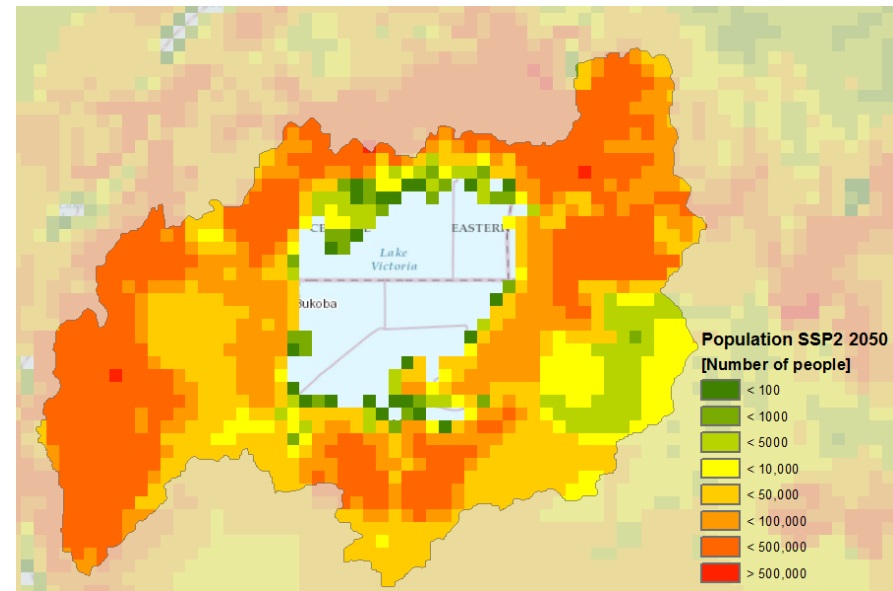 EASTERN
Lake
Victoria
Bukoba
Population SSP2 2050
[Number of people]
< 100
< 1000
< 5000
< 10,000
< 50,000
< 100,000
< 500,000
> 500,000